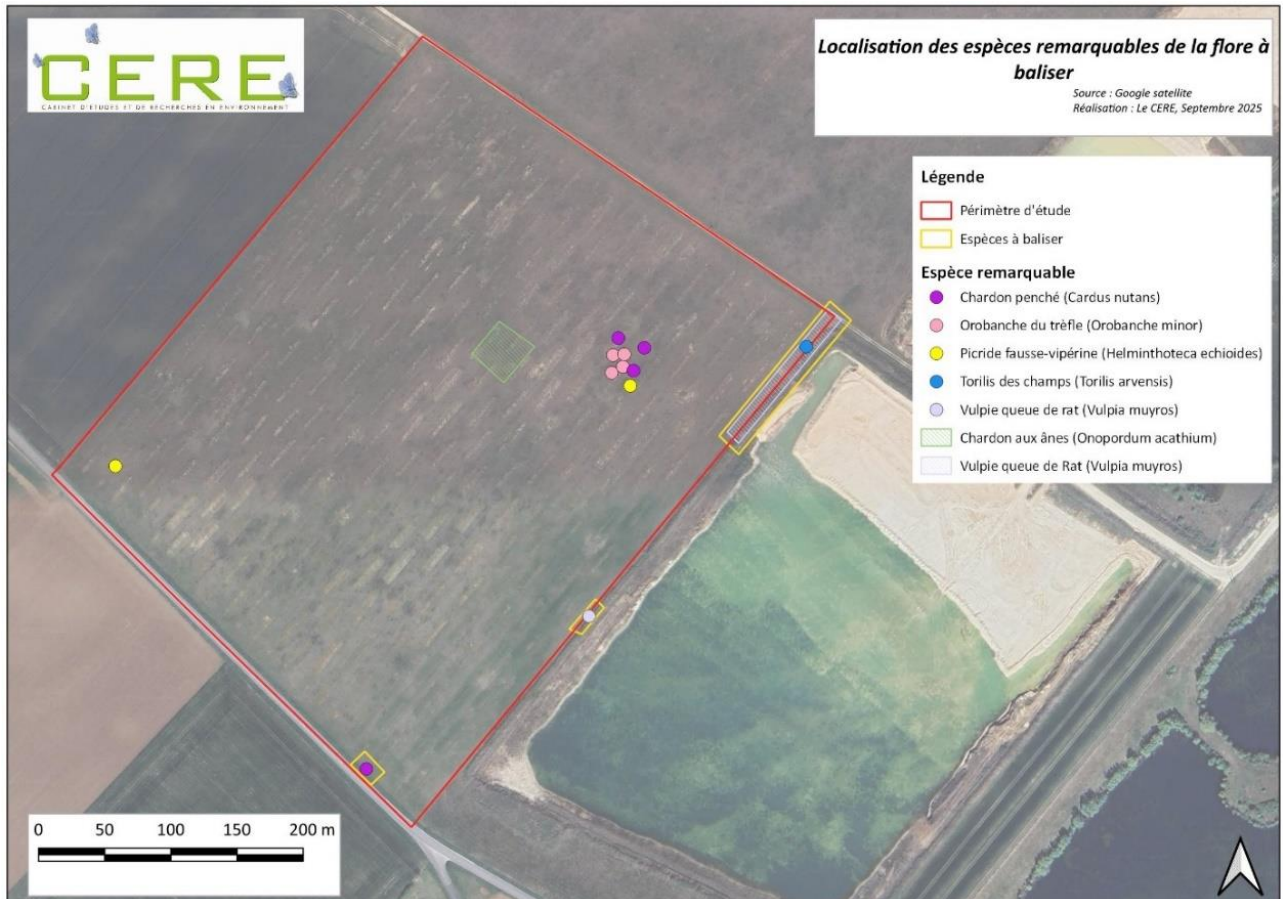 CERE
CABINET D'ETUDES ET DE RECHERCHES EN ENVIRONNEMENT
Localisation des espèces remarquables de la flore à
baliser
Source : Google satellite
Réalisation : Le CERE, Septembre 2025
Légende
Périmètre d'étude
Espèces à baliser
Espèce remarquable
Chardon penché (Cardus nutans)
Orobanche du trèfle (Orobanche minor)
Picride fausse-vipérine (Helminthoteca echioides)
Torilis des champs (Torilis arvensis)
Vulpie queue de rat (Vulpia muyros)
Chardon aux ânes (Onopordum acathium)
Vulpie queue de Rat (Vulpia muyros)
0 50 100 150 200 m